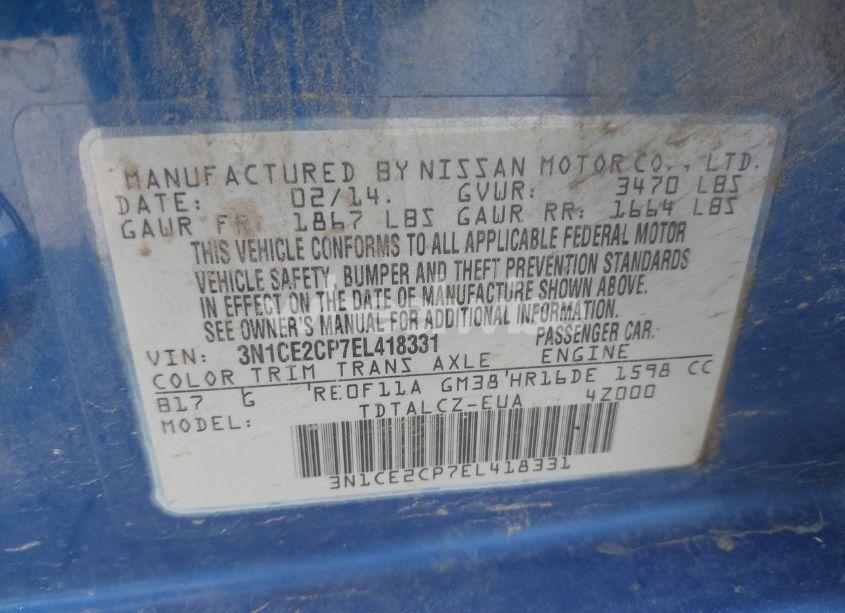 MANUFACTURED BY NISSAN MOTOR CO., LTD.
DATE: 02/14. GVWR: 3470 LBS
GAWR FR: 1867 LBS GAWR RR: 1664 LBS
THIS VEHICLE CONFORMS TO ALL APPLICABLE FEDERAL MOTOR
VEHICLE SAFETY, BUMPER AND THEFT PREVENTION STANDARDS
IN EFFECT ON THE DATE OF MANUFACTURE SHOWN ABOVE.
SEE OWNER'S MANUAL FOR ADDITIONAL INFORMATION.
VIN: 3N1CE2CP7EL418331 PASSENGER CAR.
COLOR TRIM TRANS AXLE ENGINE
B17 G RE0F11A GM38 HR16DE 1598 CC
MODEL: TDTALCZ-EUA 4Z000
3N1CE2CP7EL418331